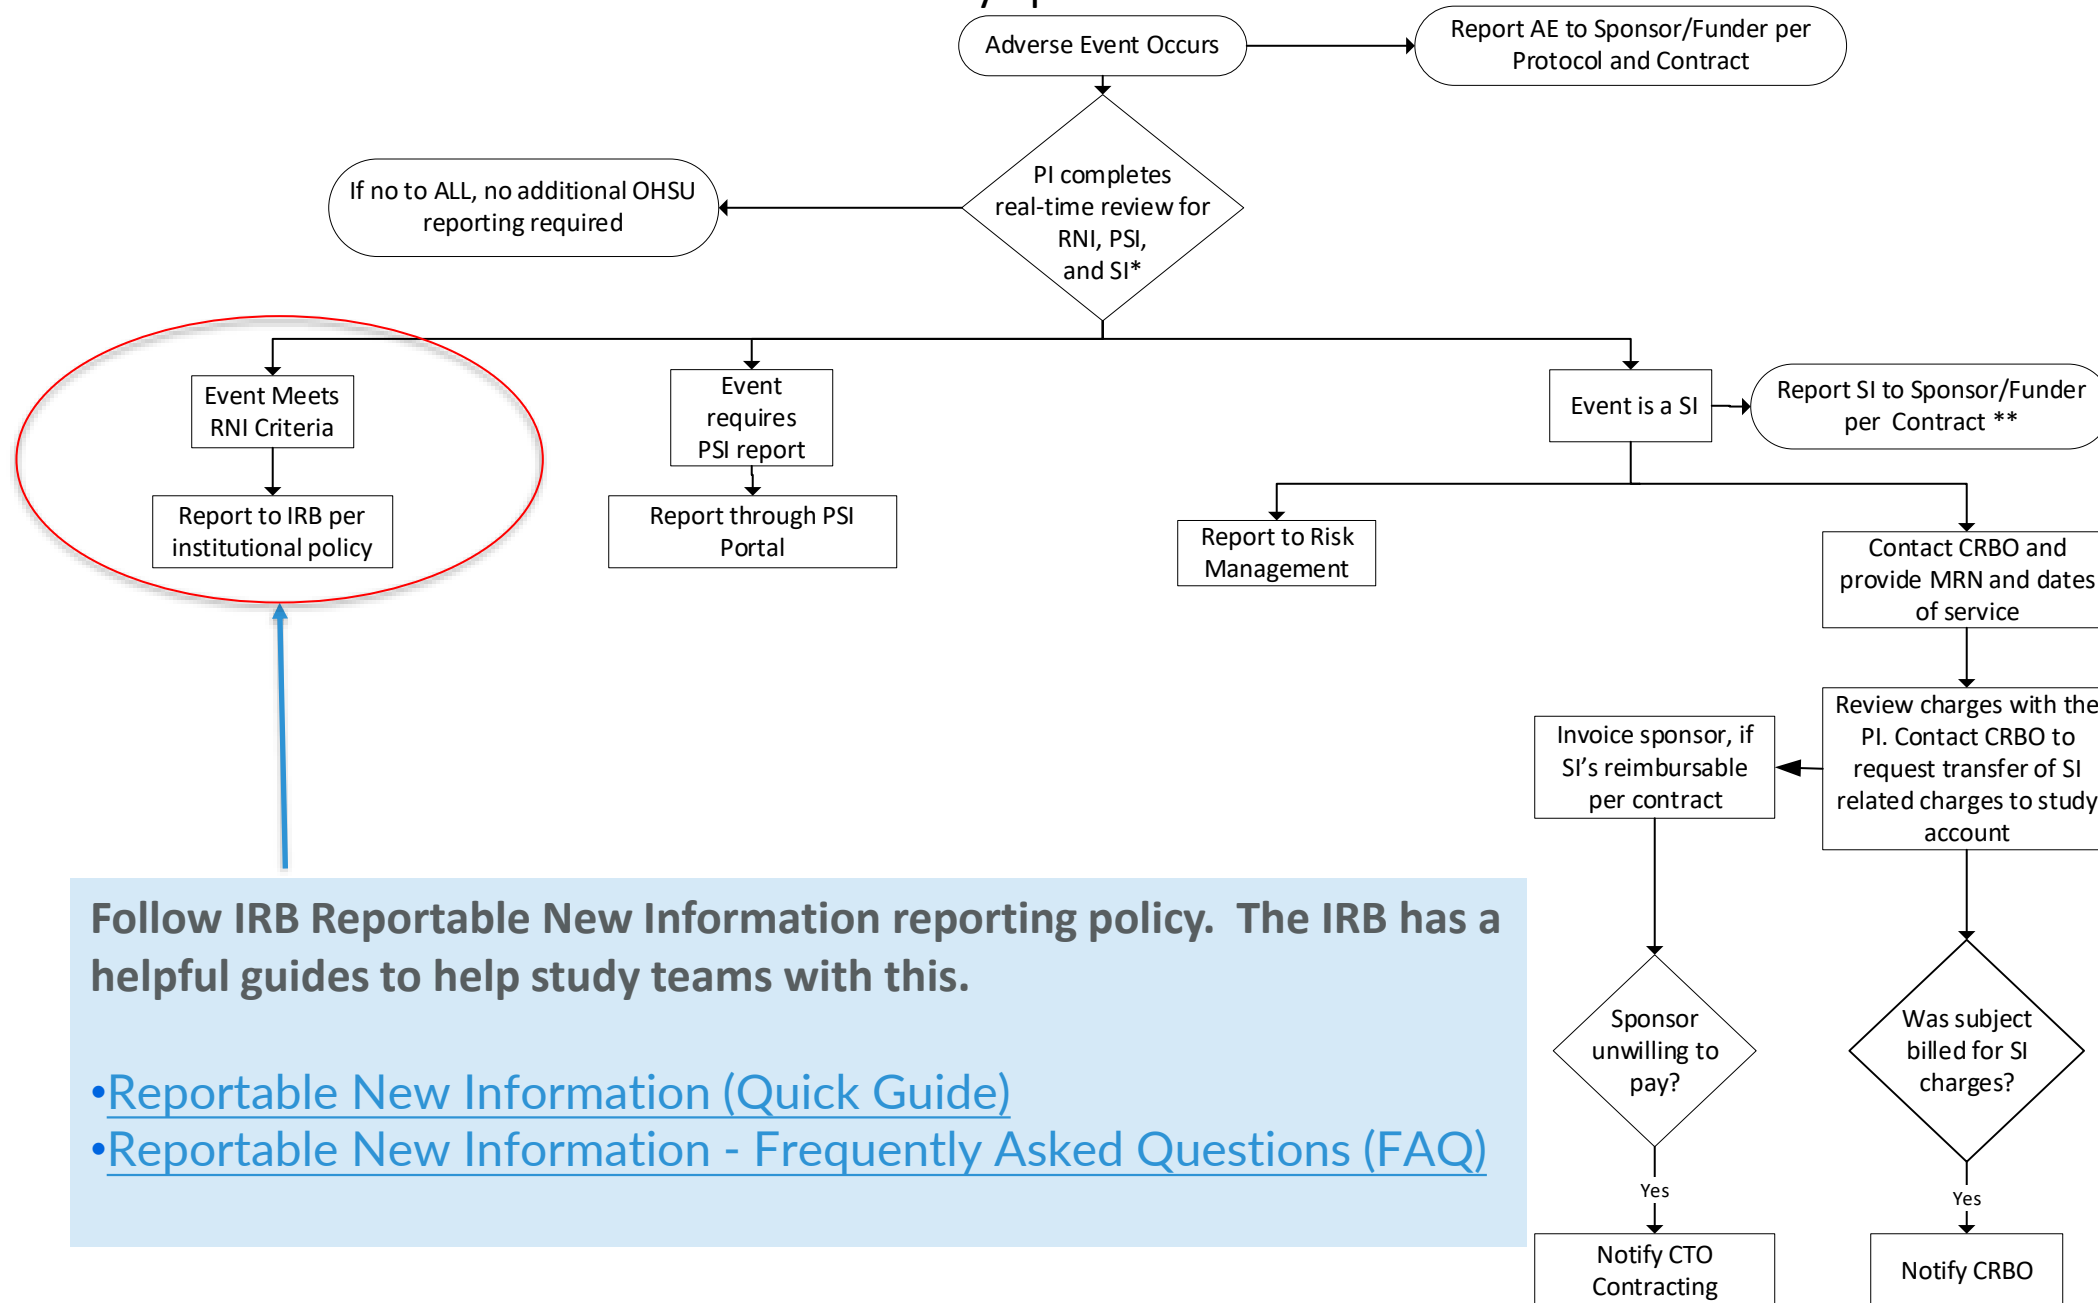 Adverse Event Occurs
Report AE to Sponsor/Funder per
Protocol and Contract
PI completes
real-time review for
RNI, PSI,
and SI*
If no to ALL, no additional OHSU
reporting required
Event Meets
RNI Criteria
Event
requires
PSI report
Event is a SI
Report SI to Sponsor/Funder
per Contract **
Report to IRB per
institutional policy
Report through PSI
Portal
Report to Risk
Management
Contact CRBO and
provide MRN and dates
of service
Review charges with the
PI. Contact CRBO to
request transfer of SI
related charges to study
account
Invoice sponsor, if
SI's reimbursable
per contract
Follow IRB Reportable New Information reporting policy. The IRB has a
helpful guides to help study teams with this.
•Reportable New Information (Quick Guide)
•Reportable New Information - Frequently Asked Questions (FAQ)
Sponsor
unwilling to
pay?
Was subject
billed for SI
charges?
Yes
Yes
Notify CTO
Contracting
Notify CRBO